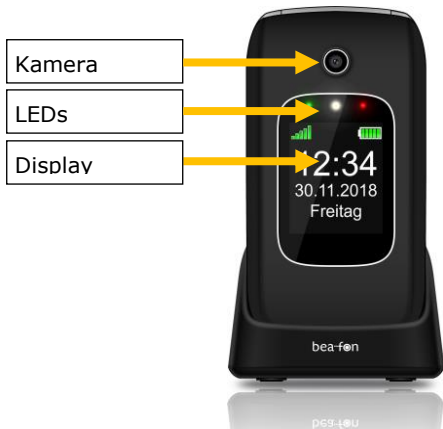 Kamera
LEDs
Display
12:34
30.11.2018
Freitag
bea-fon